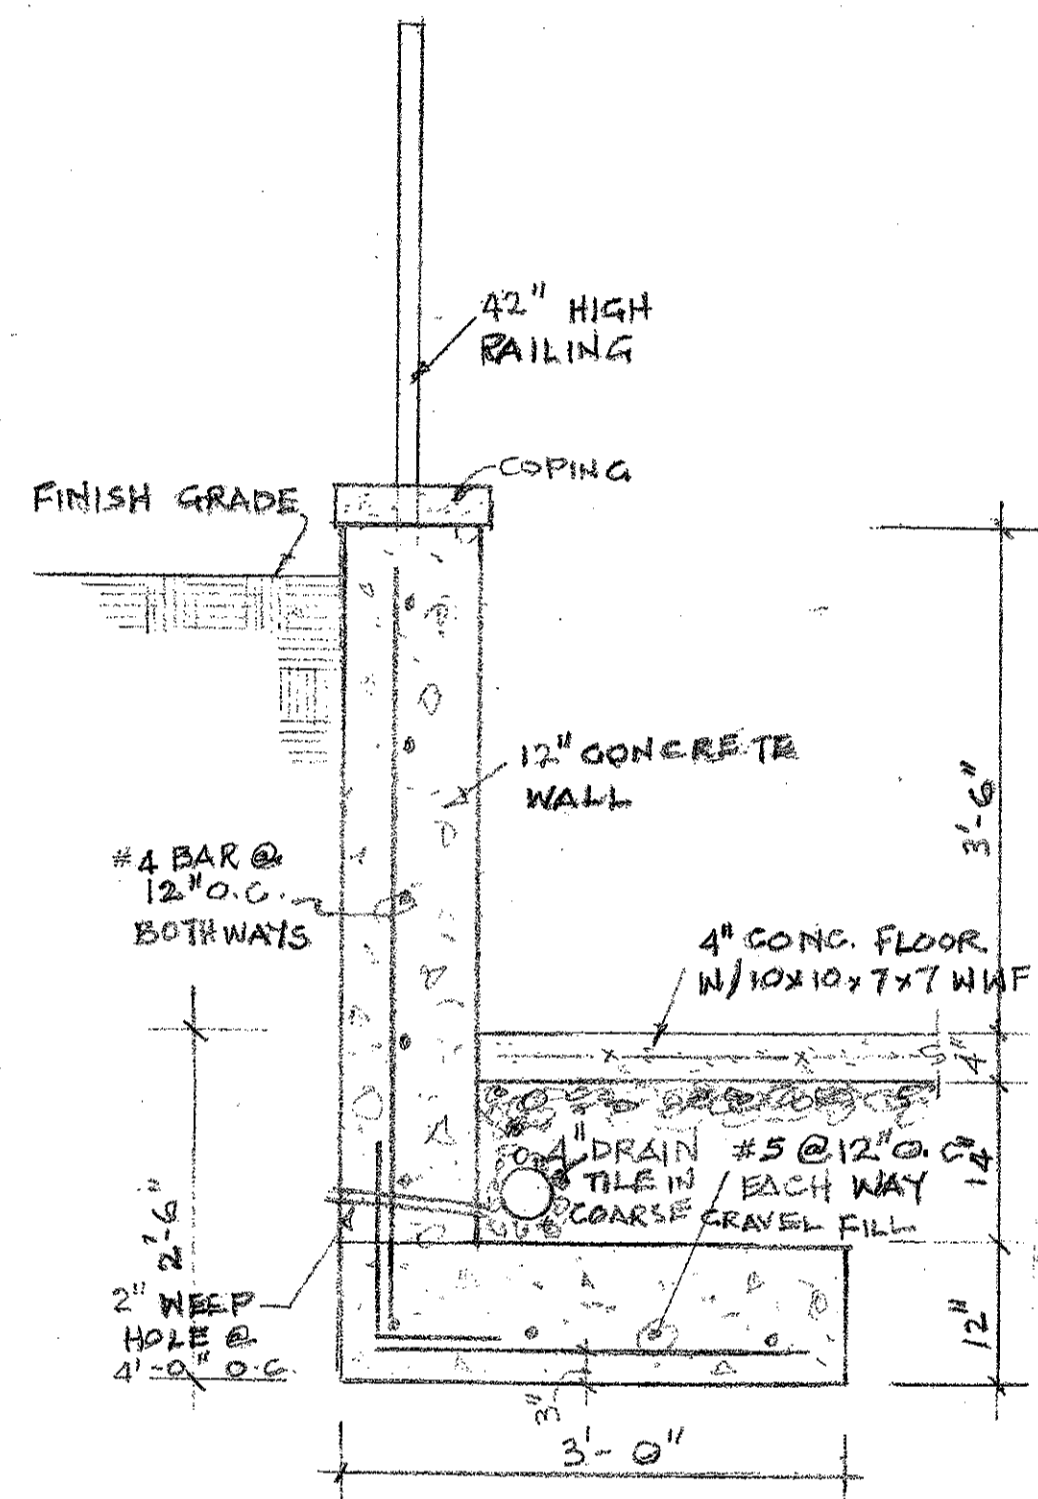 42" HIGH
RAILING
COPING
FINISH GRADE
12" CONCRETE
WALL
3'-6"
#4 BAR @
12" O.C.
BOTH WAYS
4" CONC. FLOOR
W/10x10x7x7 WWF
4"
4" DRAIN
TILE IN
COARSE GRAVEL FILL
#5 @ 12" O.C.
EACH WAY
14"
2'-6"
2" WEEP
HOLE @
4'-0" O.C.
12"
3"
3'-0"